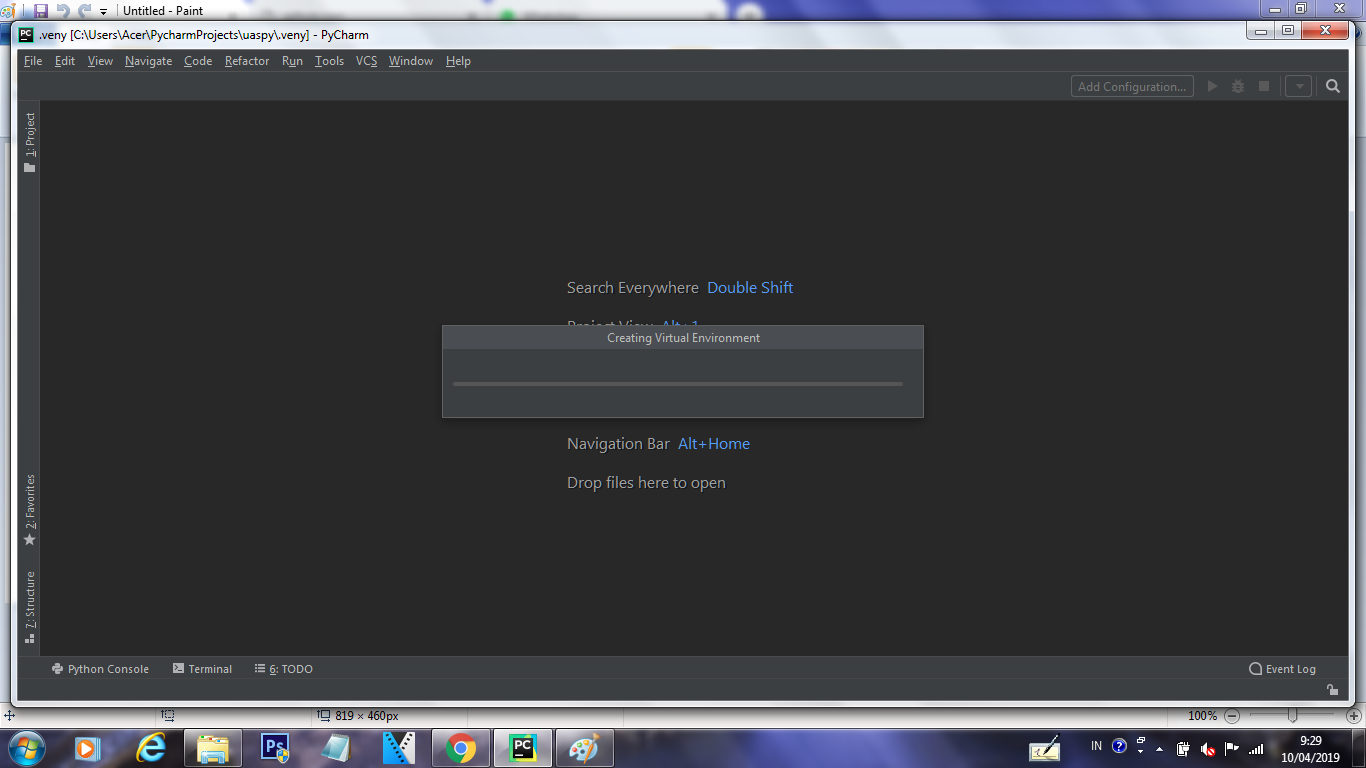 Untitled - Paint
.veny [C:\Users\Acer\PycharmProjects\uaspy\.veny] - PyCharm
File Edit View Navigate Code Refactor Run Tools VCS Window Help
Add Configuration...
1: Project
Search Everywhere Double Shift
Project View Alt+1
Creating Virtual Environment
Navigation Bar Alt+Home
Drop files here to open
2: Favorites
7: Structure
Python Console Terminal 6: TODO Event Log
819 × 460px 100%
Ps PC IN 9:29
10/04/2019